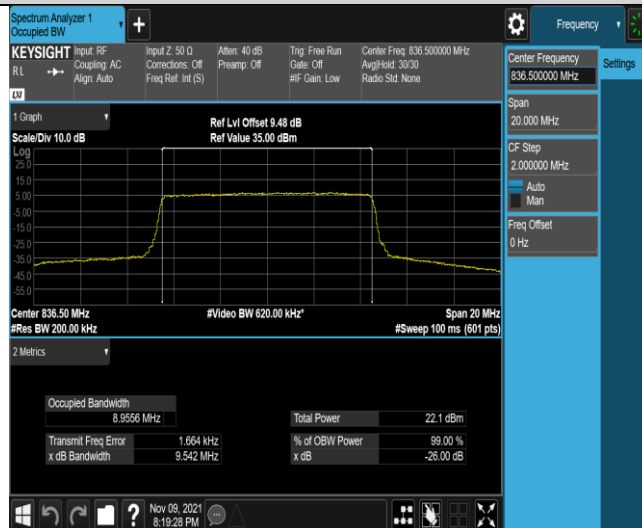 Spectrum Analyzer 1
Occupied BW
Frequency
KEYSIGHT
R L
LXI
Input: RF
Coupling: AC
Align: Auto
Input Z: 50 Ω
Corrections: Off
Freq Ref: Int (S)
Atten: 40 dB
Preamp: Off
Trig: Free Run
Gate: Off
#IF Gain: Low
Center Freq: 836.500000 MHz
Avg|Hold: 30/30
Radio Std: None
Center Frequency
836.500000 MHz
Settings
Span
20.000 MHz
CF Step
2.000000 MHz
Auto
Man
Freq Offset
0 Hz
1 Graph
Scale/Div 10.0 dB
Ref Lvl Offset 9.48 dB
Ref Value 35.00 dBm
Log
25.0
15.0
5.00
-5.00
-15.0
-25.0
-35.0
-45.0
-55.0
Center 836.50 MHz
#Video BW 620.00 kHz*
Span 20 MHz
#Res BW 200.00 kHz
#Sweep 100 ms (601 pts)
2 Metrics
Occupied Bandwidth
8.9556 MHz
Total Power 22.1 dBm
Transmit Freq Error 1.664 kHz
% of OBW Power 99.00 %
x dB Bandwidth 9.542 MHz
x dB -26.00 dB
?
Nov 09, 2021
8:19:28 PM